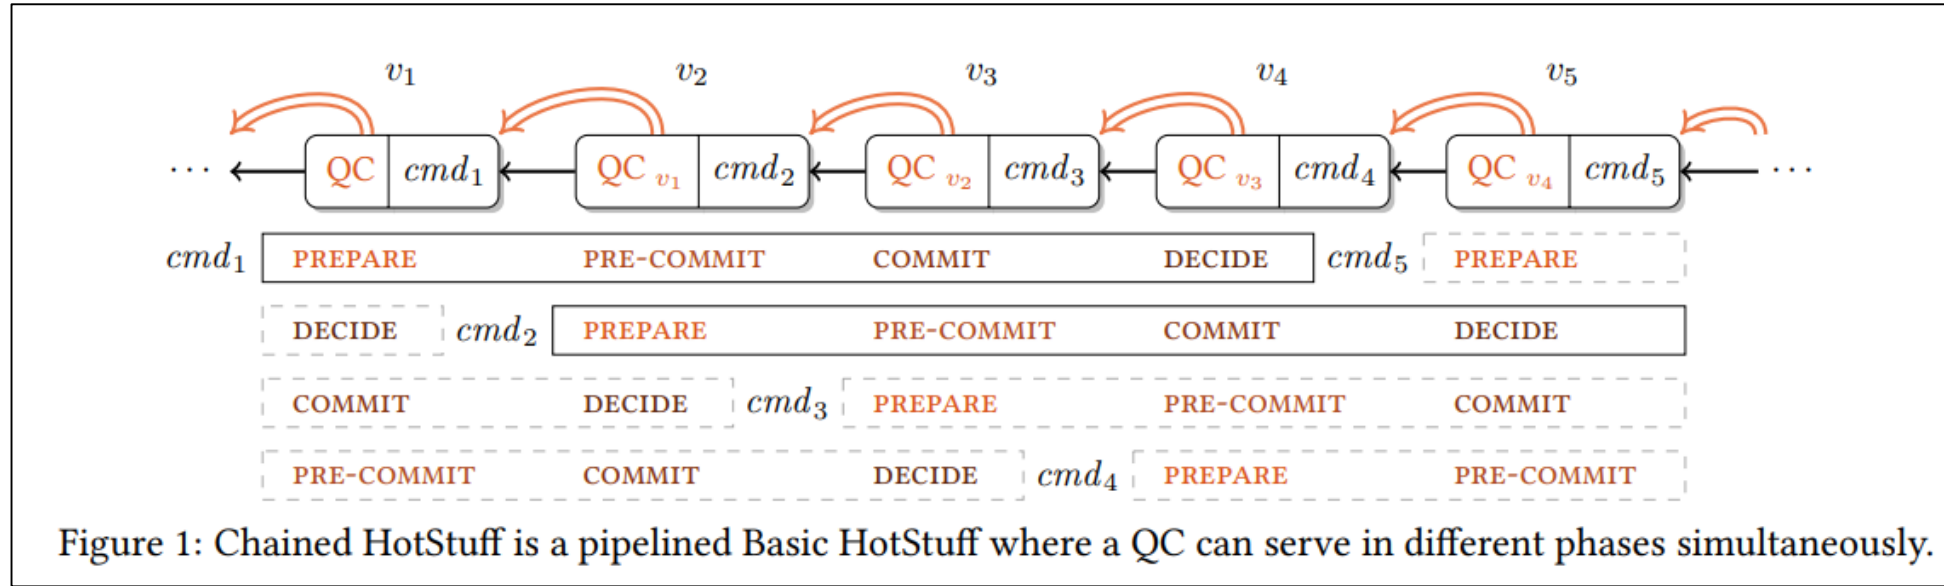 v₁ v₂ v₃ v₄ v₅
··· QC cmd₁ QC v₁ cmd₂ QC v₂ cmd₃ QC v₃ cmd₄ QC v₄ cmd₅ ···
cmd₁ PREPARE PRE-COMMIT COMMIT DECIDE cmd₅ PREPARE
DECIDE cmd₂ PREPARE PRE-COMMIT COMMIT DECIDE
COMMIT DECIDE cmd₃ PREPARE PRE-COMMIT COMMIT
PRE-COMMIT COMMIT DECIDE cmd₄ PREPARE PRE-COMMIT
Figure 1: Chained HotStuff is a pipelined Basic HotStuff where a QC can serve in different phases simultaneously.